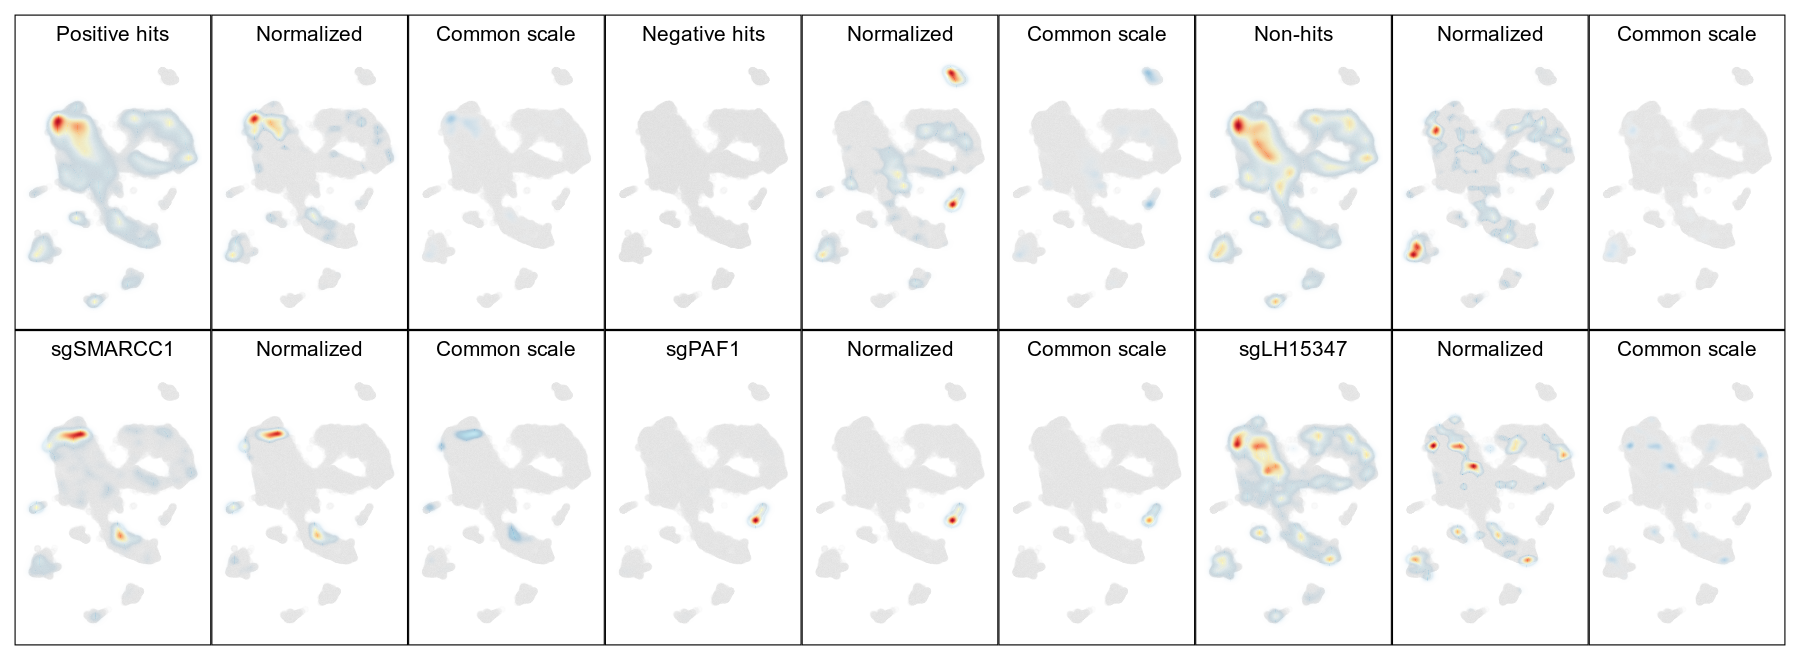 Positive hits
Normalized
Common scale
Negative hits
Normalized
Common scale
Non-hits
Normalized
Common scale
sgSMARCC1
Normalized
Common scale
sgPAF1
Normalized
Common scale
sgLH15347
Normalized
Common scale